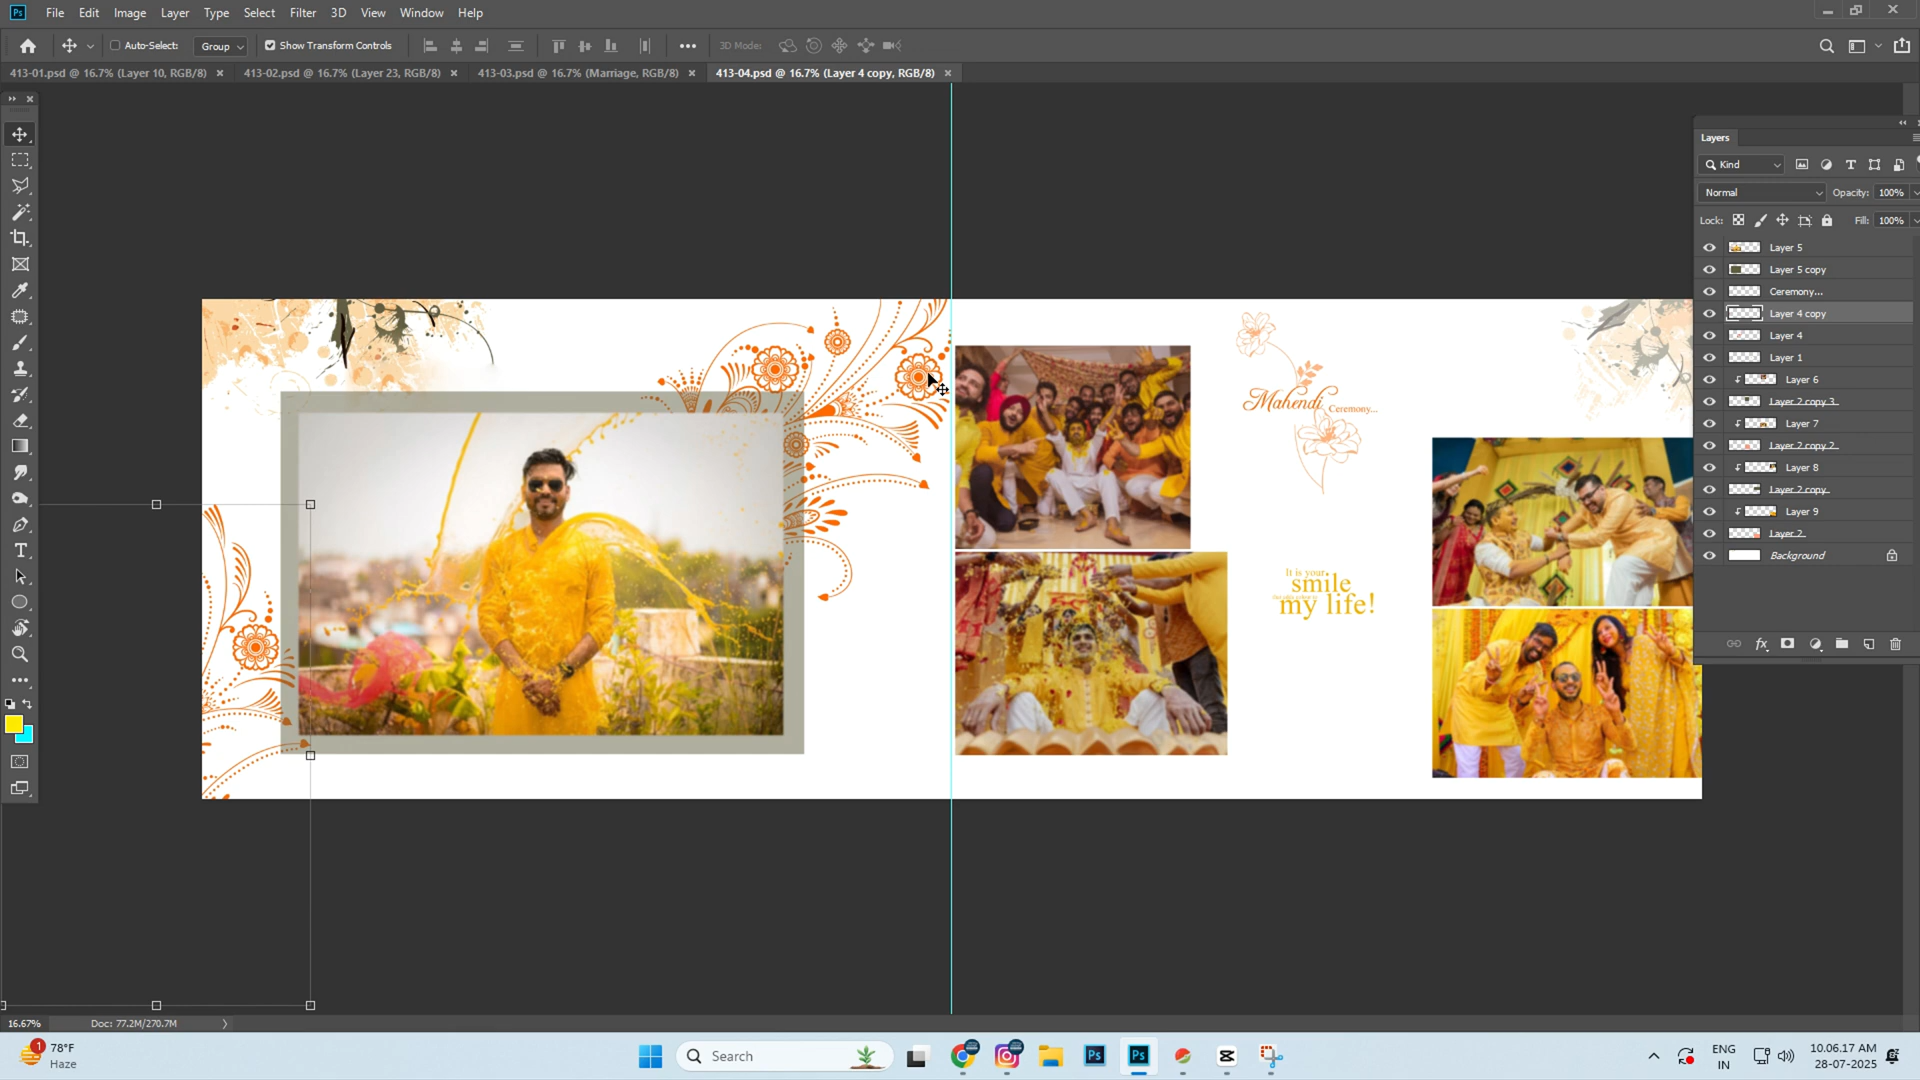 Ps File Edit Image Layer Type Select Filter 3D View Window Help
Auto-Select: Group Show Transform Controls 3D Mode:
413-01.psd @ 16.7% (Layer 10, RGB/8) 413-02.psd @ 16.7% (Layer 23, RGB/8) 413-03.psd @ 16.7% (Marriage, RGB/8) 413-04.psd @ 16.7% (Layer 4 copy, RGB/8)
Layers
Kind
Normal Opacity: 100%
Lock: Fill: 100%
Layer 5
Layer 5 copy
Ceremony...
Layer 4 copy
Layer 4
Layer 1
Layer 6
Layer 2 copy 3
Layer 7
Layer 2 copy 2
Layer 8
Layer 2 copy
Layer 9
Layer 2
Background
fx
Mahendi Ceremony...
It is your
smile
my life!
16.67% Doc: 77.2M/270.7M
1 78°F
Haze
Search
Ps Ps
ENG
IN
10.06.17 AM
28-07-2025